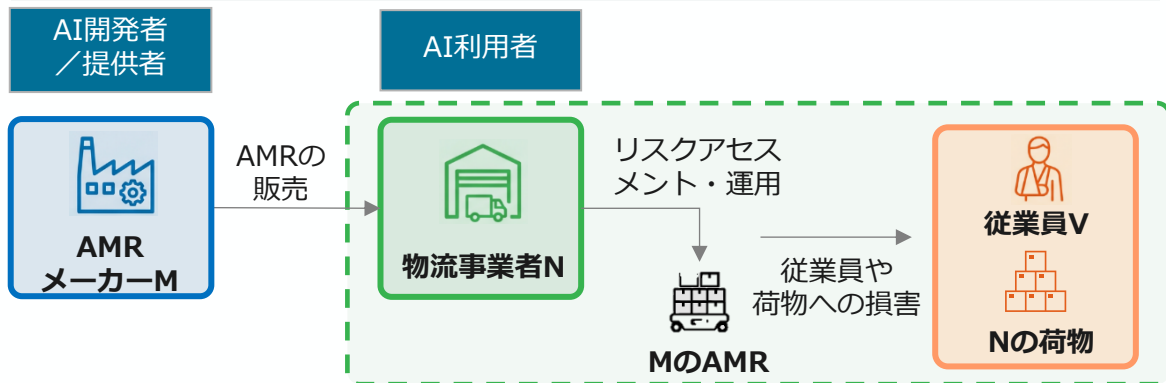 AI開発者
／提供者
AI利用者
AMRの
販売
AMR
メーカーM
物流事業者N
リスクアセス
メント・運用
MのAMR
従業員や
荷物への損害
従業員V
Nの荷物